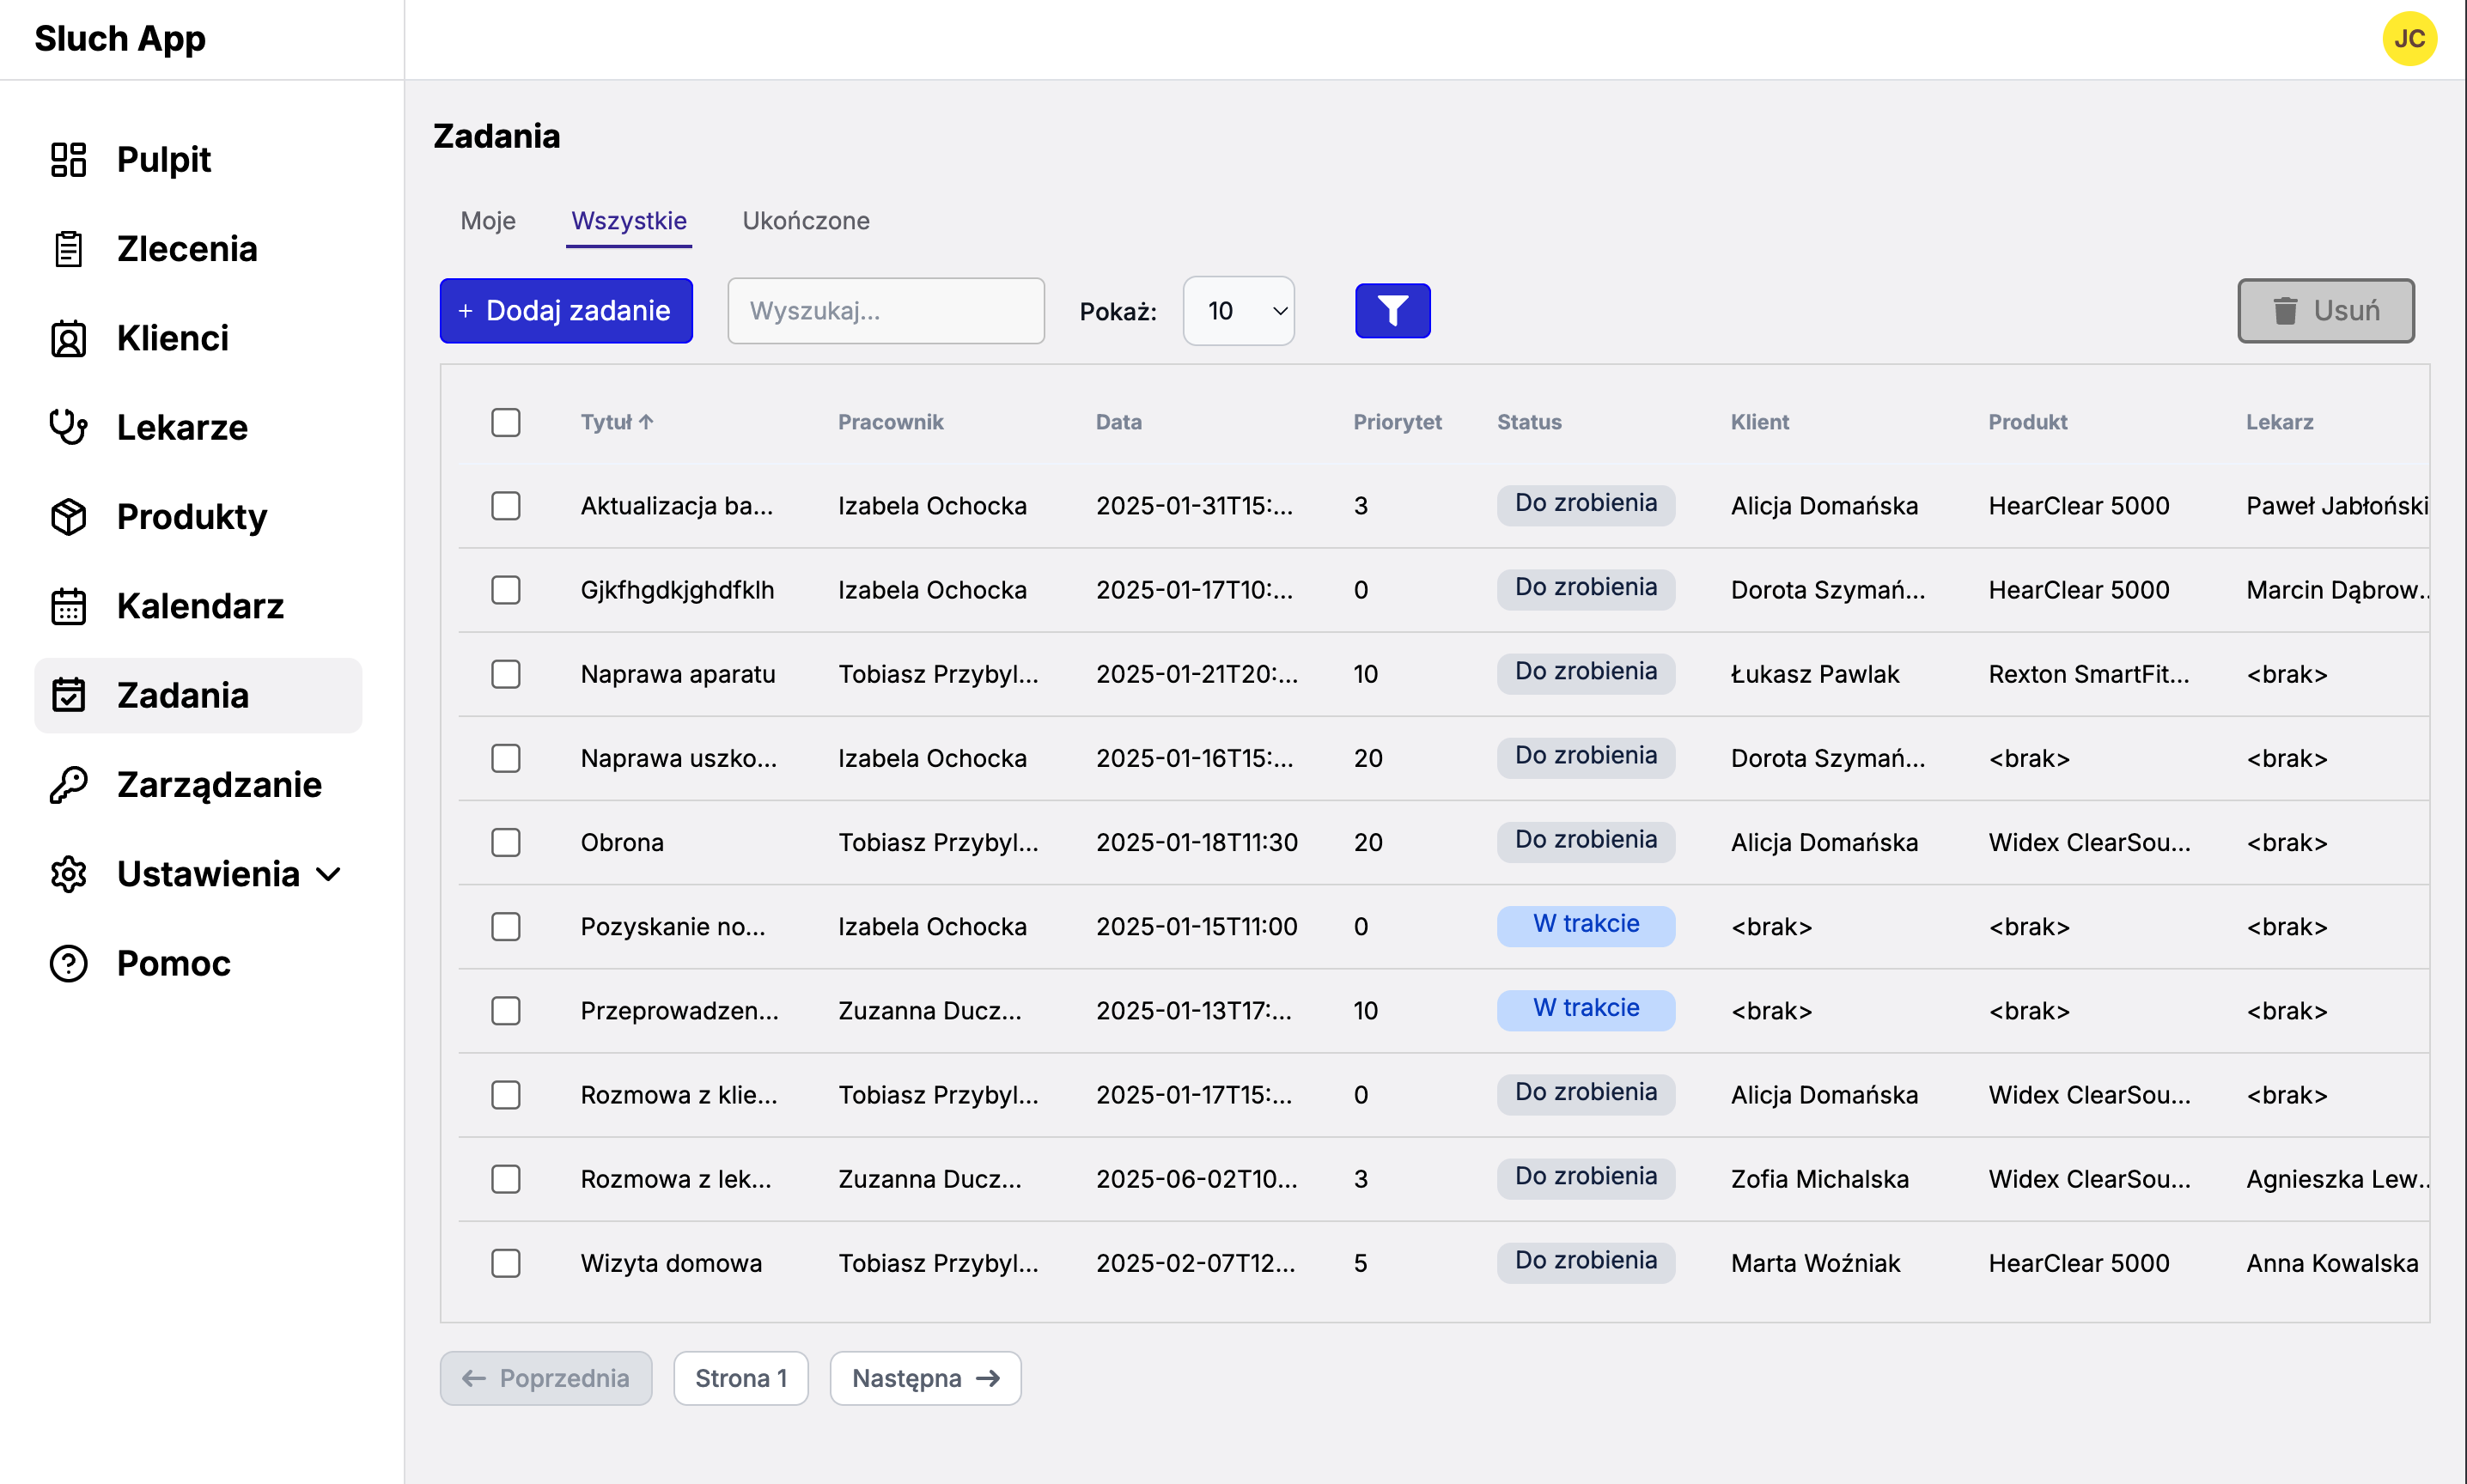 Sluch App
JC
Pulpit
Zlecenia
Klienci
Lekarze
Produkty
Kalendarz
Zadania
Zarządzanie
Ustawienia
Pomoc
Zadania
Moje Wszystkie Ukończone
+ Dodaj zadanie Wyszukaj... Pokaż: 10 Usuń
Tytuł ↑ Pracownik Data Priorytet Status Klient Produkt Lekarz
Aktualizacja ba... Izabela Ochocka 2025-01-31T15:... 3 Do zrobienia Alicja Domańska HearClear 5000 Paweł Jabłoński
Gjkfhgdkjghdfklh Izabela Ochocka 2025-01-17T10:... 0 Do zrobienia Dorota Szymań... HearClear 5000 Marcin Dąbrow..
Naprawa aparatu Tobiasz Przybyl... 2025-01-21T20:... 10 Do zrobienia Łukasz Pawlak Rexton SmartFit... <brak>
Naprawa uszko... Izabela Ochocka 2025-01-16T15:... 20 Do zrobienia Dorota Szymań... <brak> <brak>
Obrona Tobiasz Przybyl... 2025-01-18T11:30 20 Do zrobienia Alicja Domańska Widex ClearSou... <brak>
Pozyskanie no... Izabela Ochocka 2025-01-15T11:00 0 W trakcie <brak> <brak> <brak>
Przeprowadzen... Zuzanna Ducz... 2025-01-13T17:... 10 W trakcie <brak> <brak> <brak>
Rozmowa z klie... Tobiasz Przybyl... 2025-01-17T15:... 0 Do zrobienia Alicja Domańska Widex ClearSou... <brak>
Rozmowa z lek... Zuzanna Ducz... 2025-06-02T10... 3 Do zrobienia Zofia Michalska Widex ClearSou... Agnieszka Lew..
Wizyta domowa Tobiasz Przybyl... 2025-02-07T12... 5 Do zrobienia Marta Woźniak HearClear 5000 Anna Kowalska
← Poprzednia Strona 1 Następna →